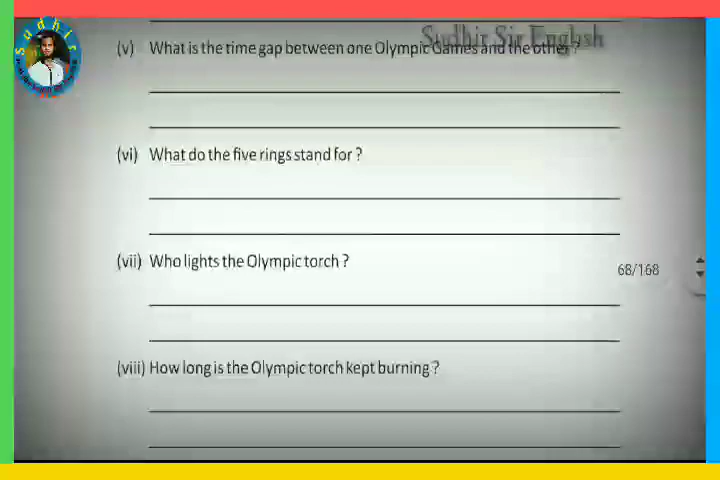 Sudhir
Sudhir Sir English
(v) What is the time gap between one Olympic Games and the other ?
(vi) What do the five rings stand for ?
(vii) Who lights the Olympic torch ?
68/168
(viii) How long is the Olympic torch kept burning ?